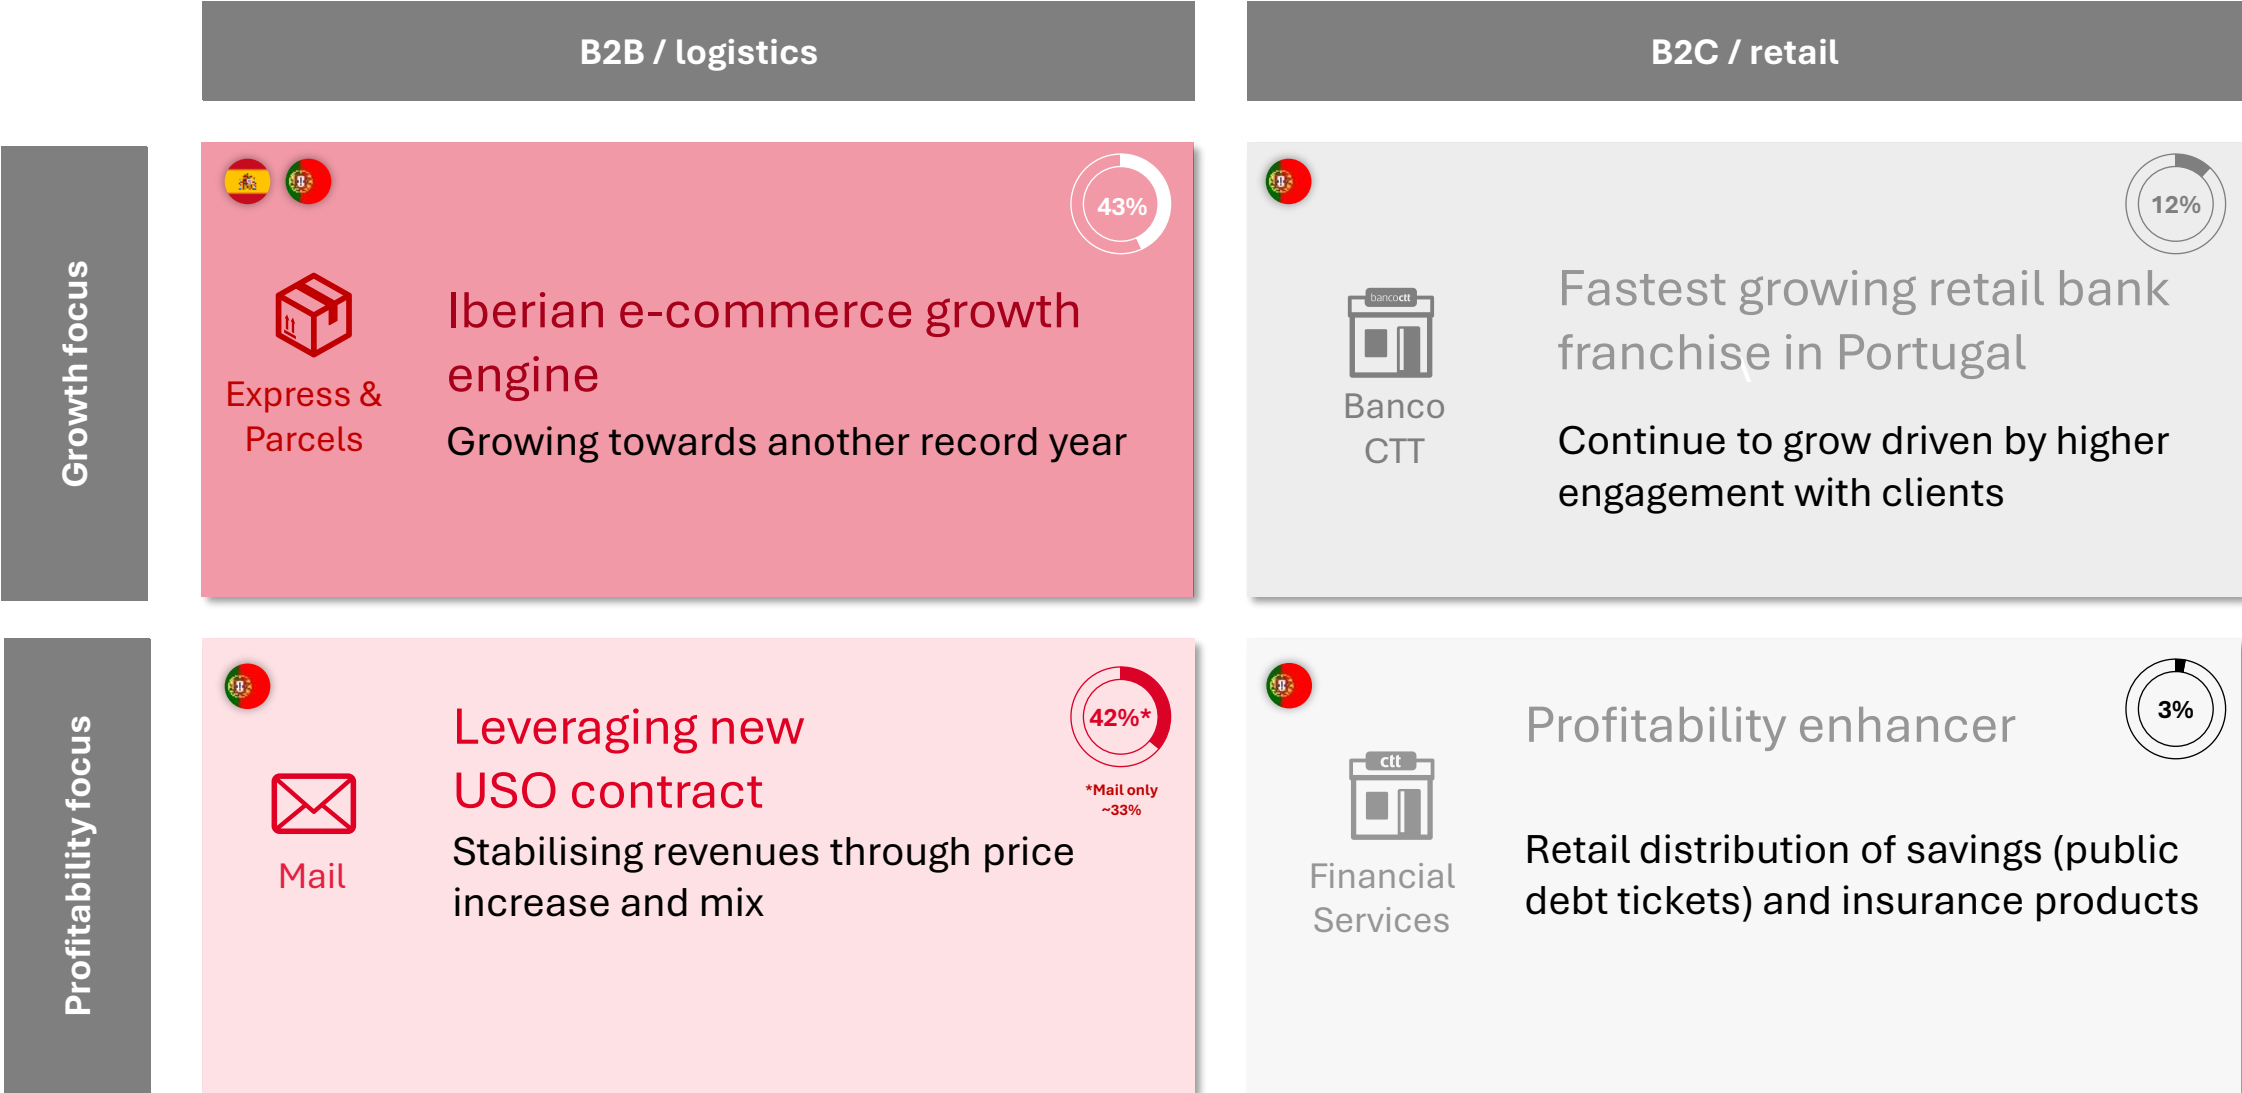 B2B / logistics
B2C / retail
Growth focus
43%
Iberian e-commerce growth
engine
Express &
Parcels
Growing towards another record year
12%
Fastest growing retail bank
franchise in Portugal
bancoctt
Banco
CTT
Continue to grow driven by higher
engagement with clients
Profitability focus
42%*
*Mail only
~33%
Leveraging new
USO contract
Mail
Stabilising revenues through price
increase and mix
3%
Profitability enhancer
ctt
Financial
Services
Retail distribution of savings (public
debt tickets) and insurance products